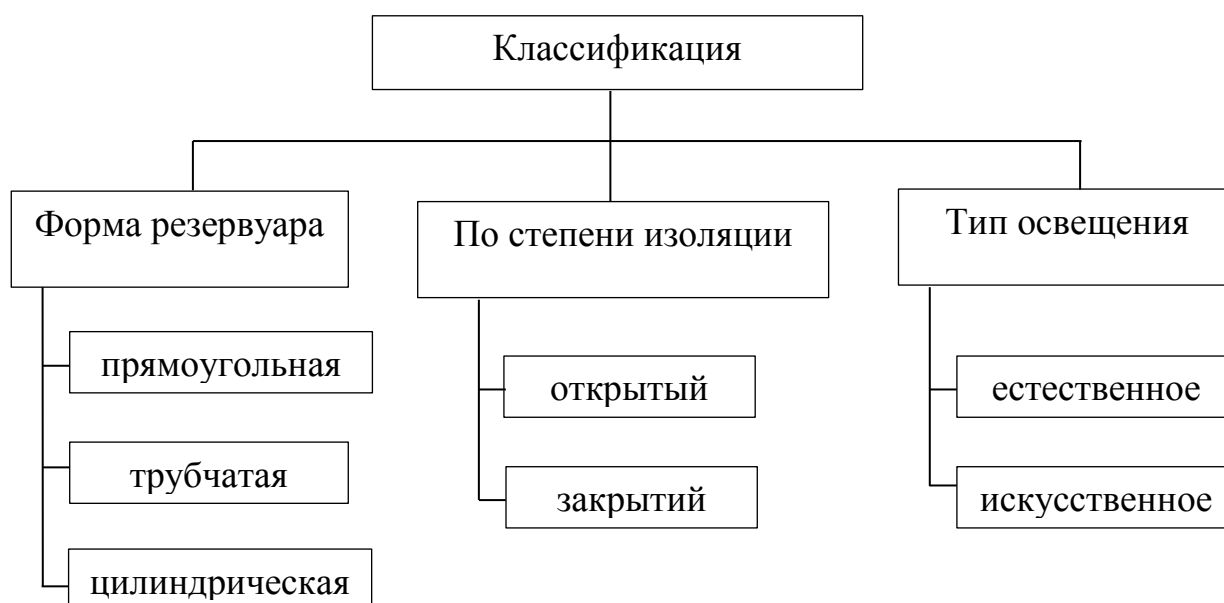 Классификация
Форма резервуара
По степени изоляции
Тип освещения
прямоугольная
трубчатая
цилиндрическая
открытый
закрытий
естественное
искусственное